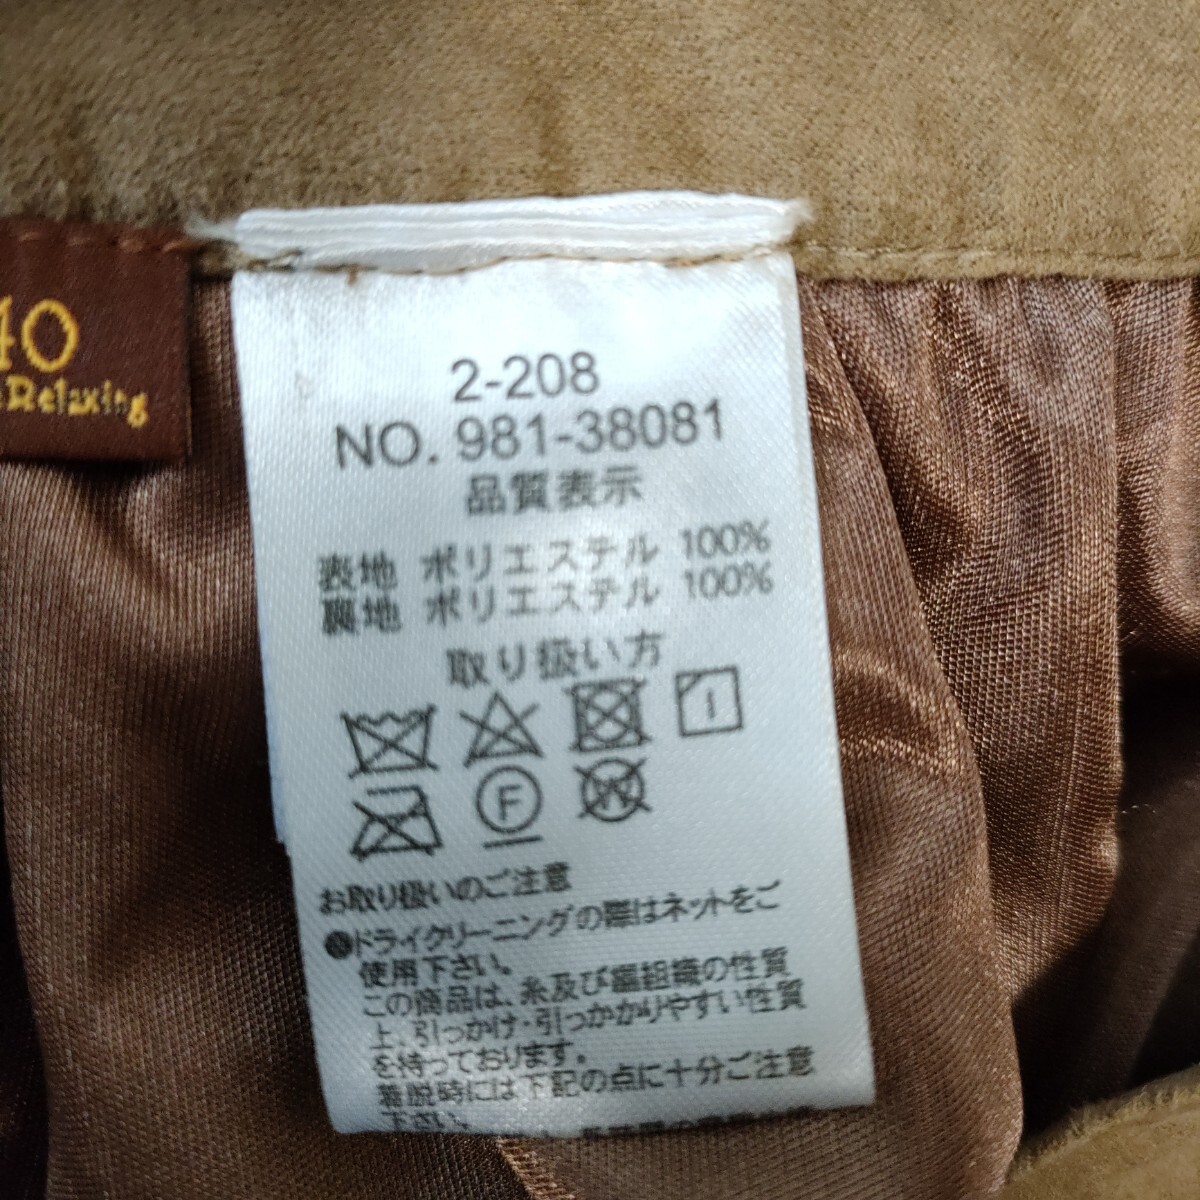 40
Relaxing
2-208
NO. 981-38081
品質表示
表地 ポリエステル 100%
裏地 ポリエステル 100%
取り扱い方
F
お取り扱いのご注意
ドライクリーニングの際はネットをご
使用下さい。
この商品は、糸及び編組織の性質
上、引っかけ・引っかかりやすい性質
を持っております。
着脱時には下記の点に十分ご注意
下さい。